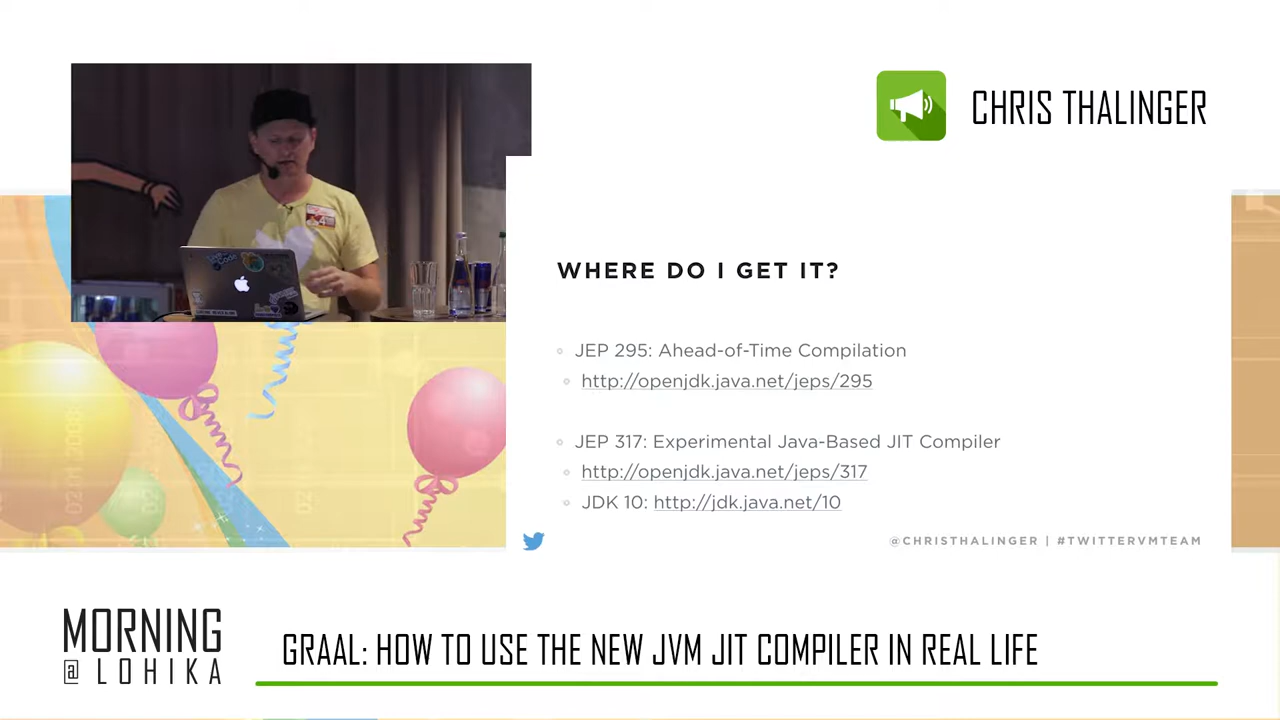 CHRIS THALINGER
WHERE DO I GET IT?
JEP 295: Ahead-of-Time Compilation
http://openjdk.java.net/jeps/295
JEP 317: Experimental Java-Based JIT Compiler
http://openjdk.java.net/jeps/317
JDK 10: http://jdk.java.net/10
@CHRISTHALINGER | #TWITTERVMTEAM
MORNING
@ LOHIKA
GRAAL: HOW TO USE THE NEW JVM JIT COMPILER IN REAL LIFE